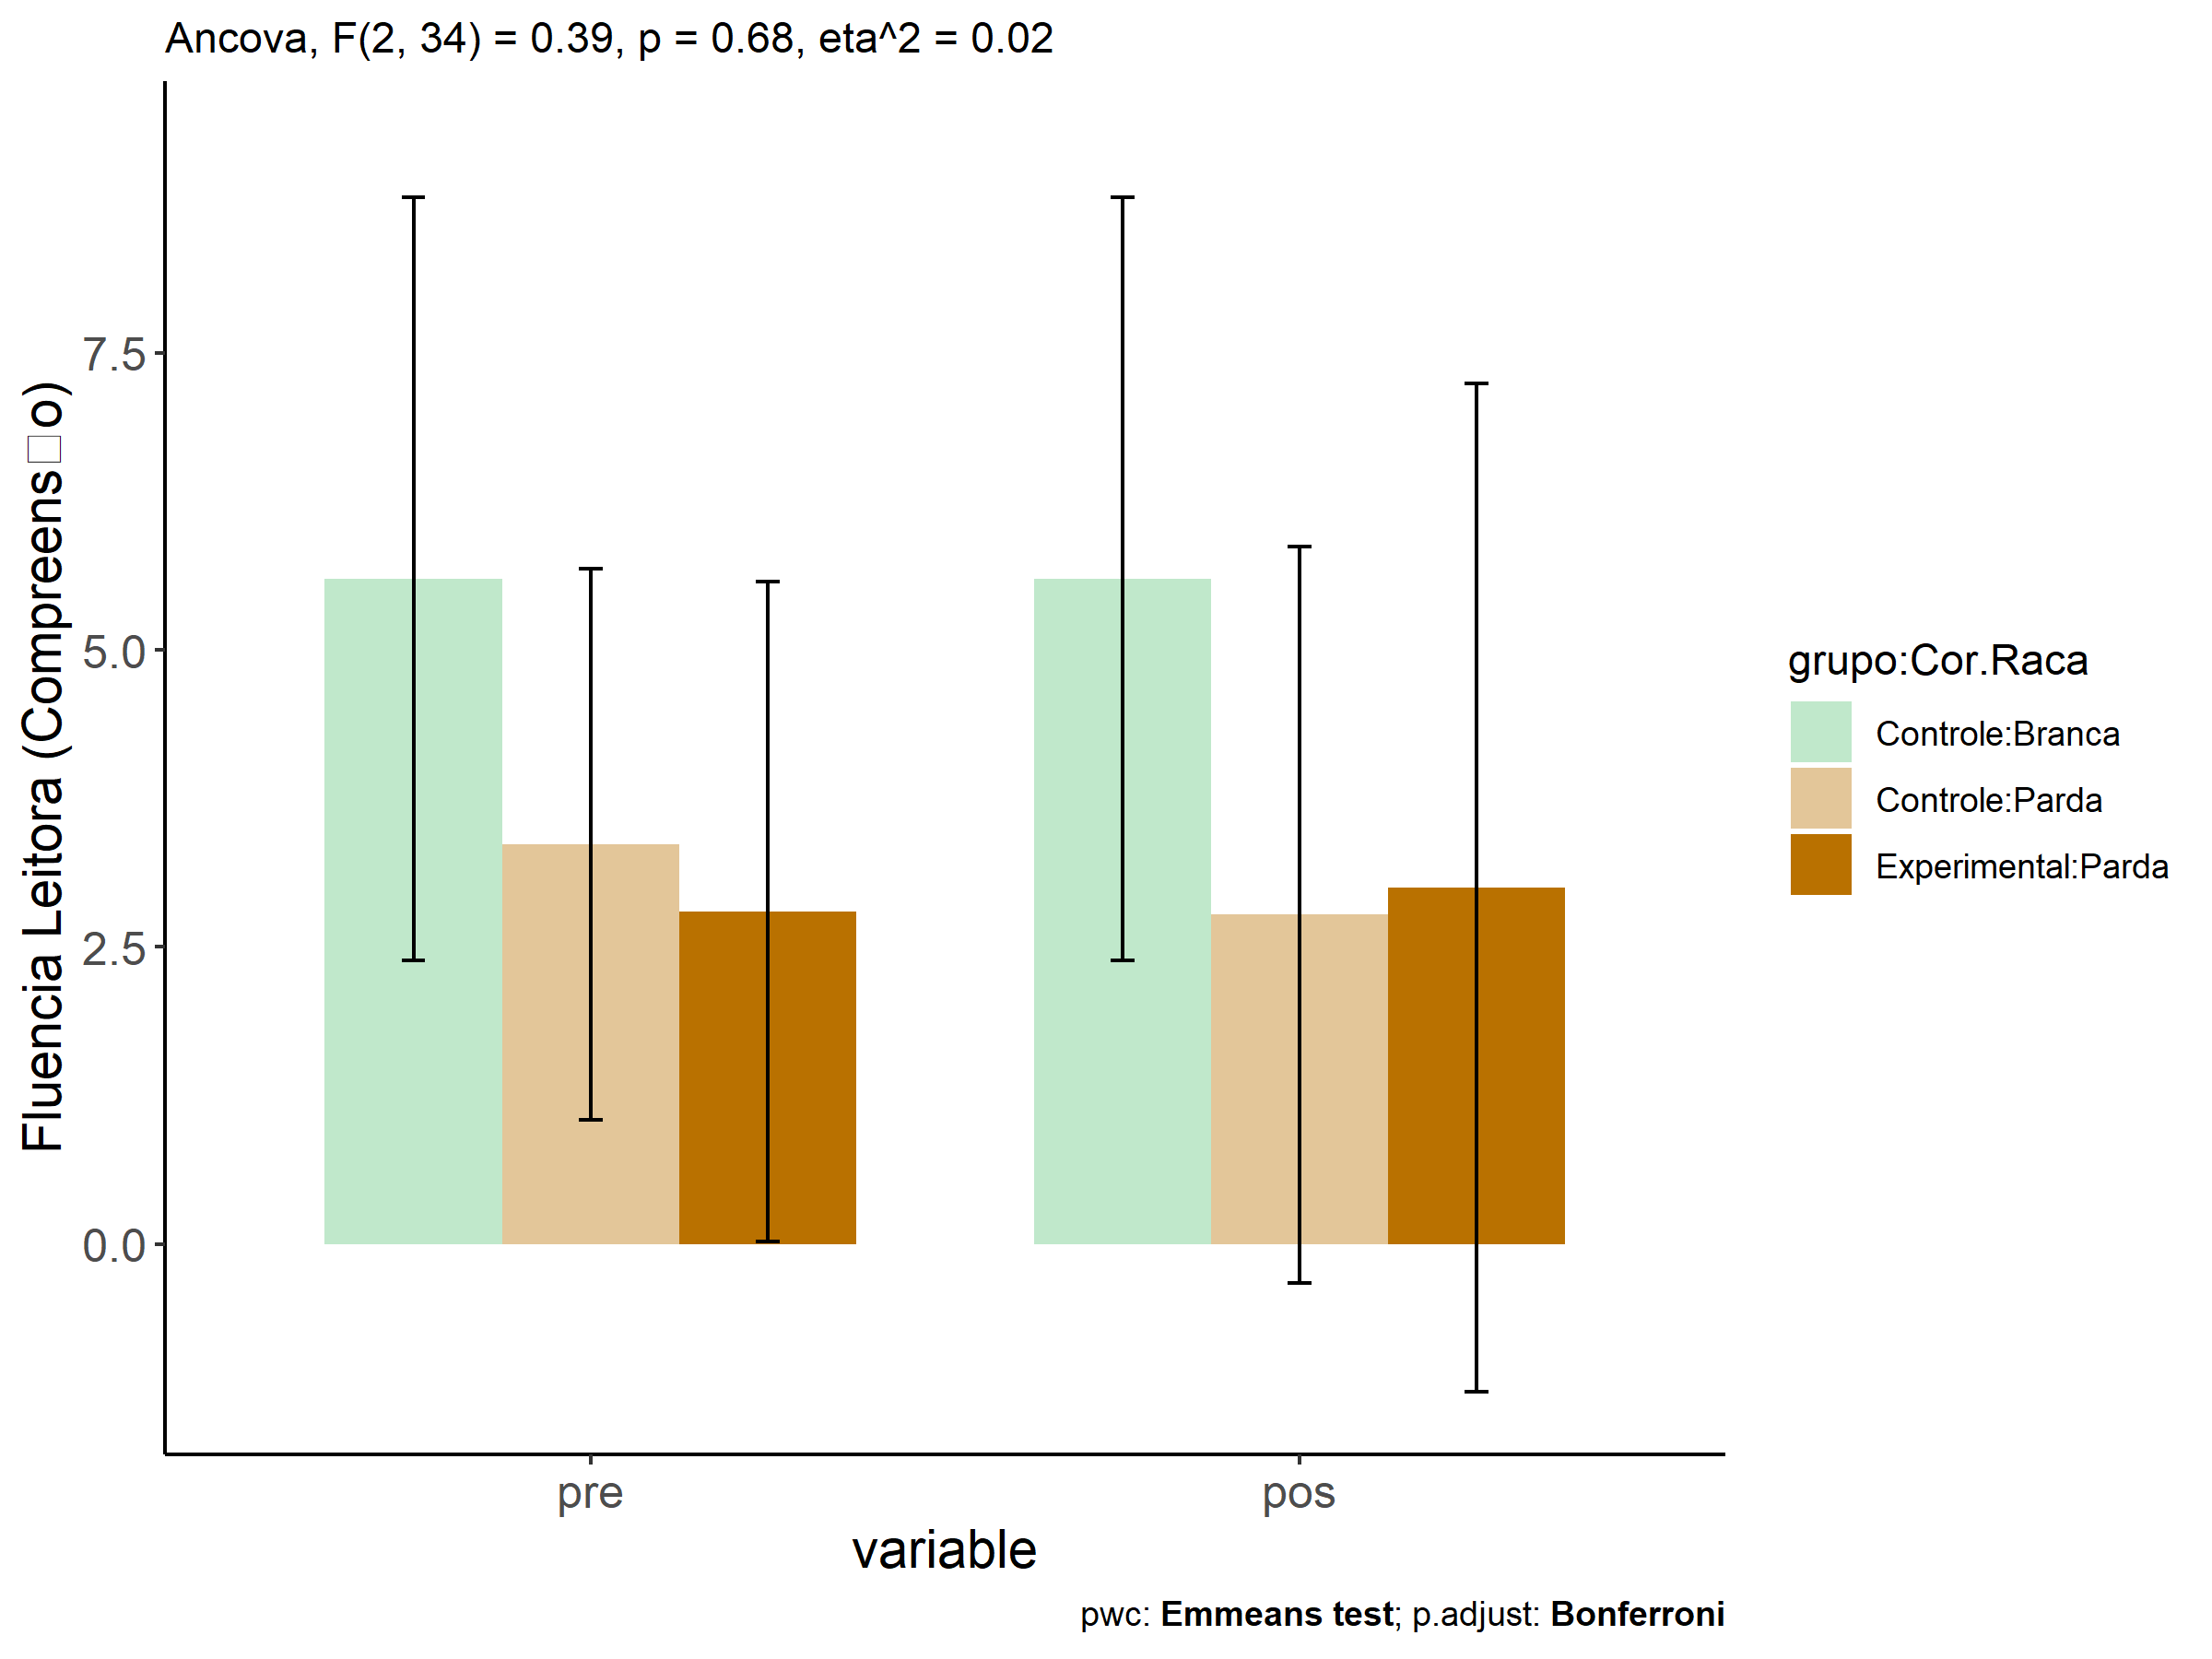 Ancova, F(2, 34) = 0.39, p = 0.68, eta^2 = 0.02
Fluencia Leitora (Compreens□o)
7.5
5.0
2.5
0.0
pre
pos
variable
grupo:Cor.Raca
Controle:Branca
Controle:Parda
Experimental:Parda
pwc: Emmeans test; p.adjust: Bonferroni